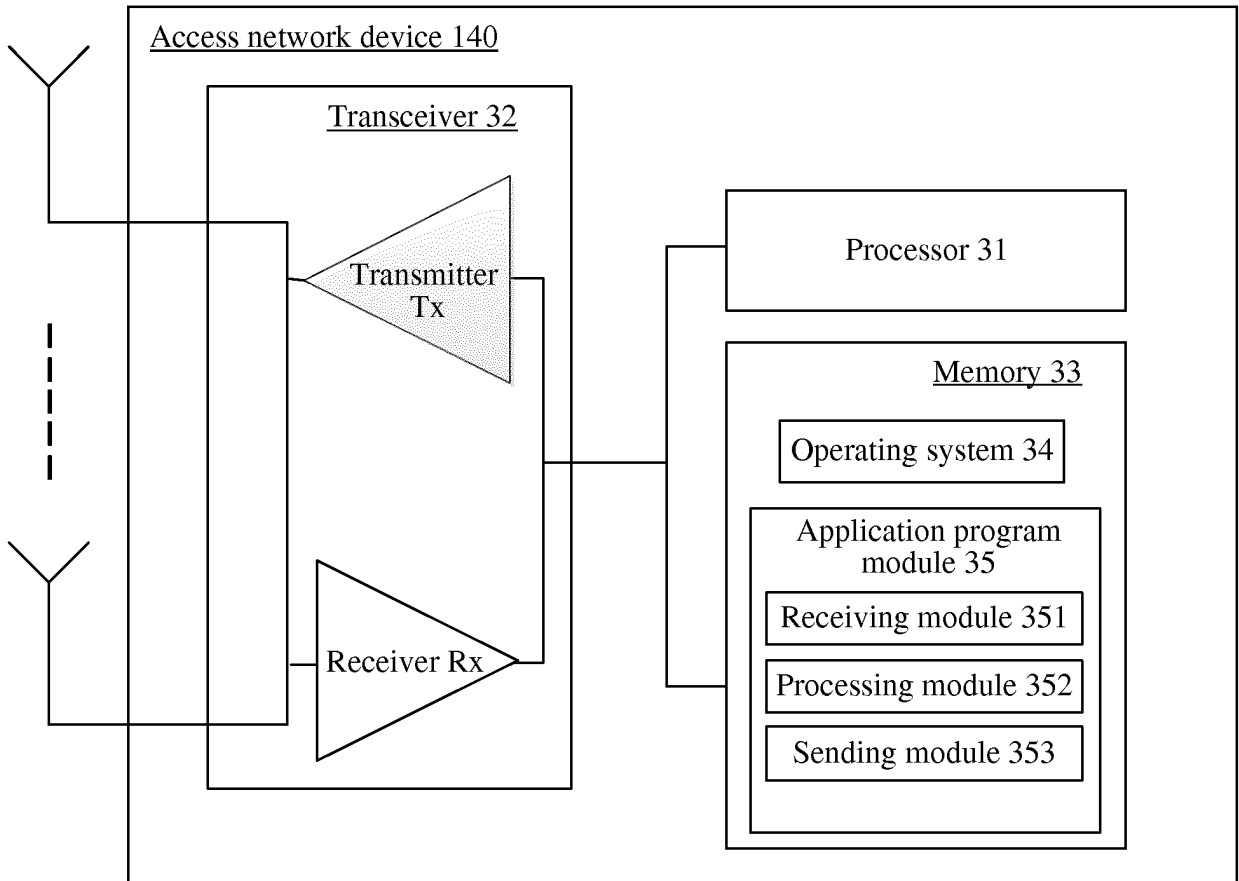 Access network device 140
Transceiver 32
Transmitter
Tx
Receiver Rx
Processor 31
Memory 33
Operating system 34
Application program
module 35
Receiving module 351
Processing module 352
Sending module 353